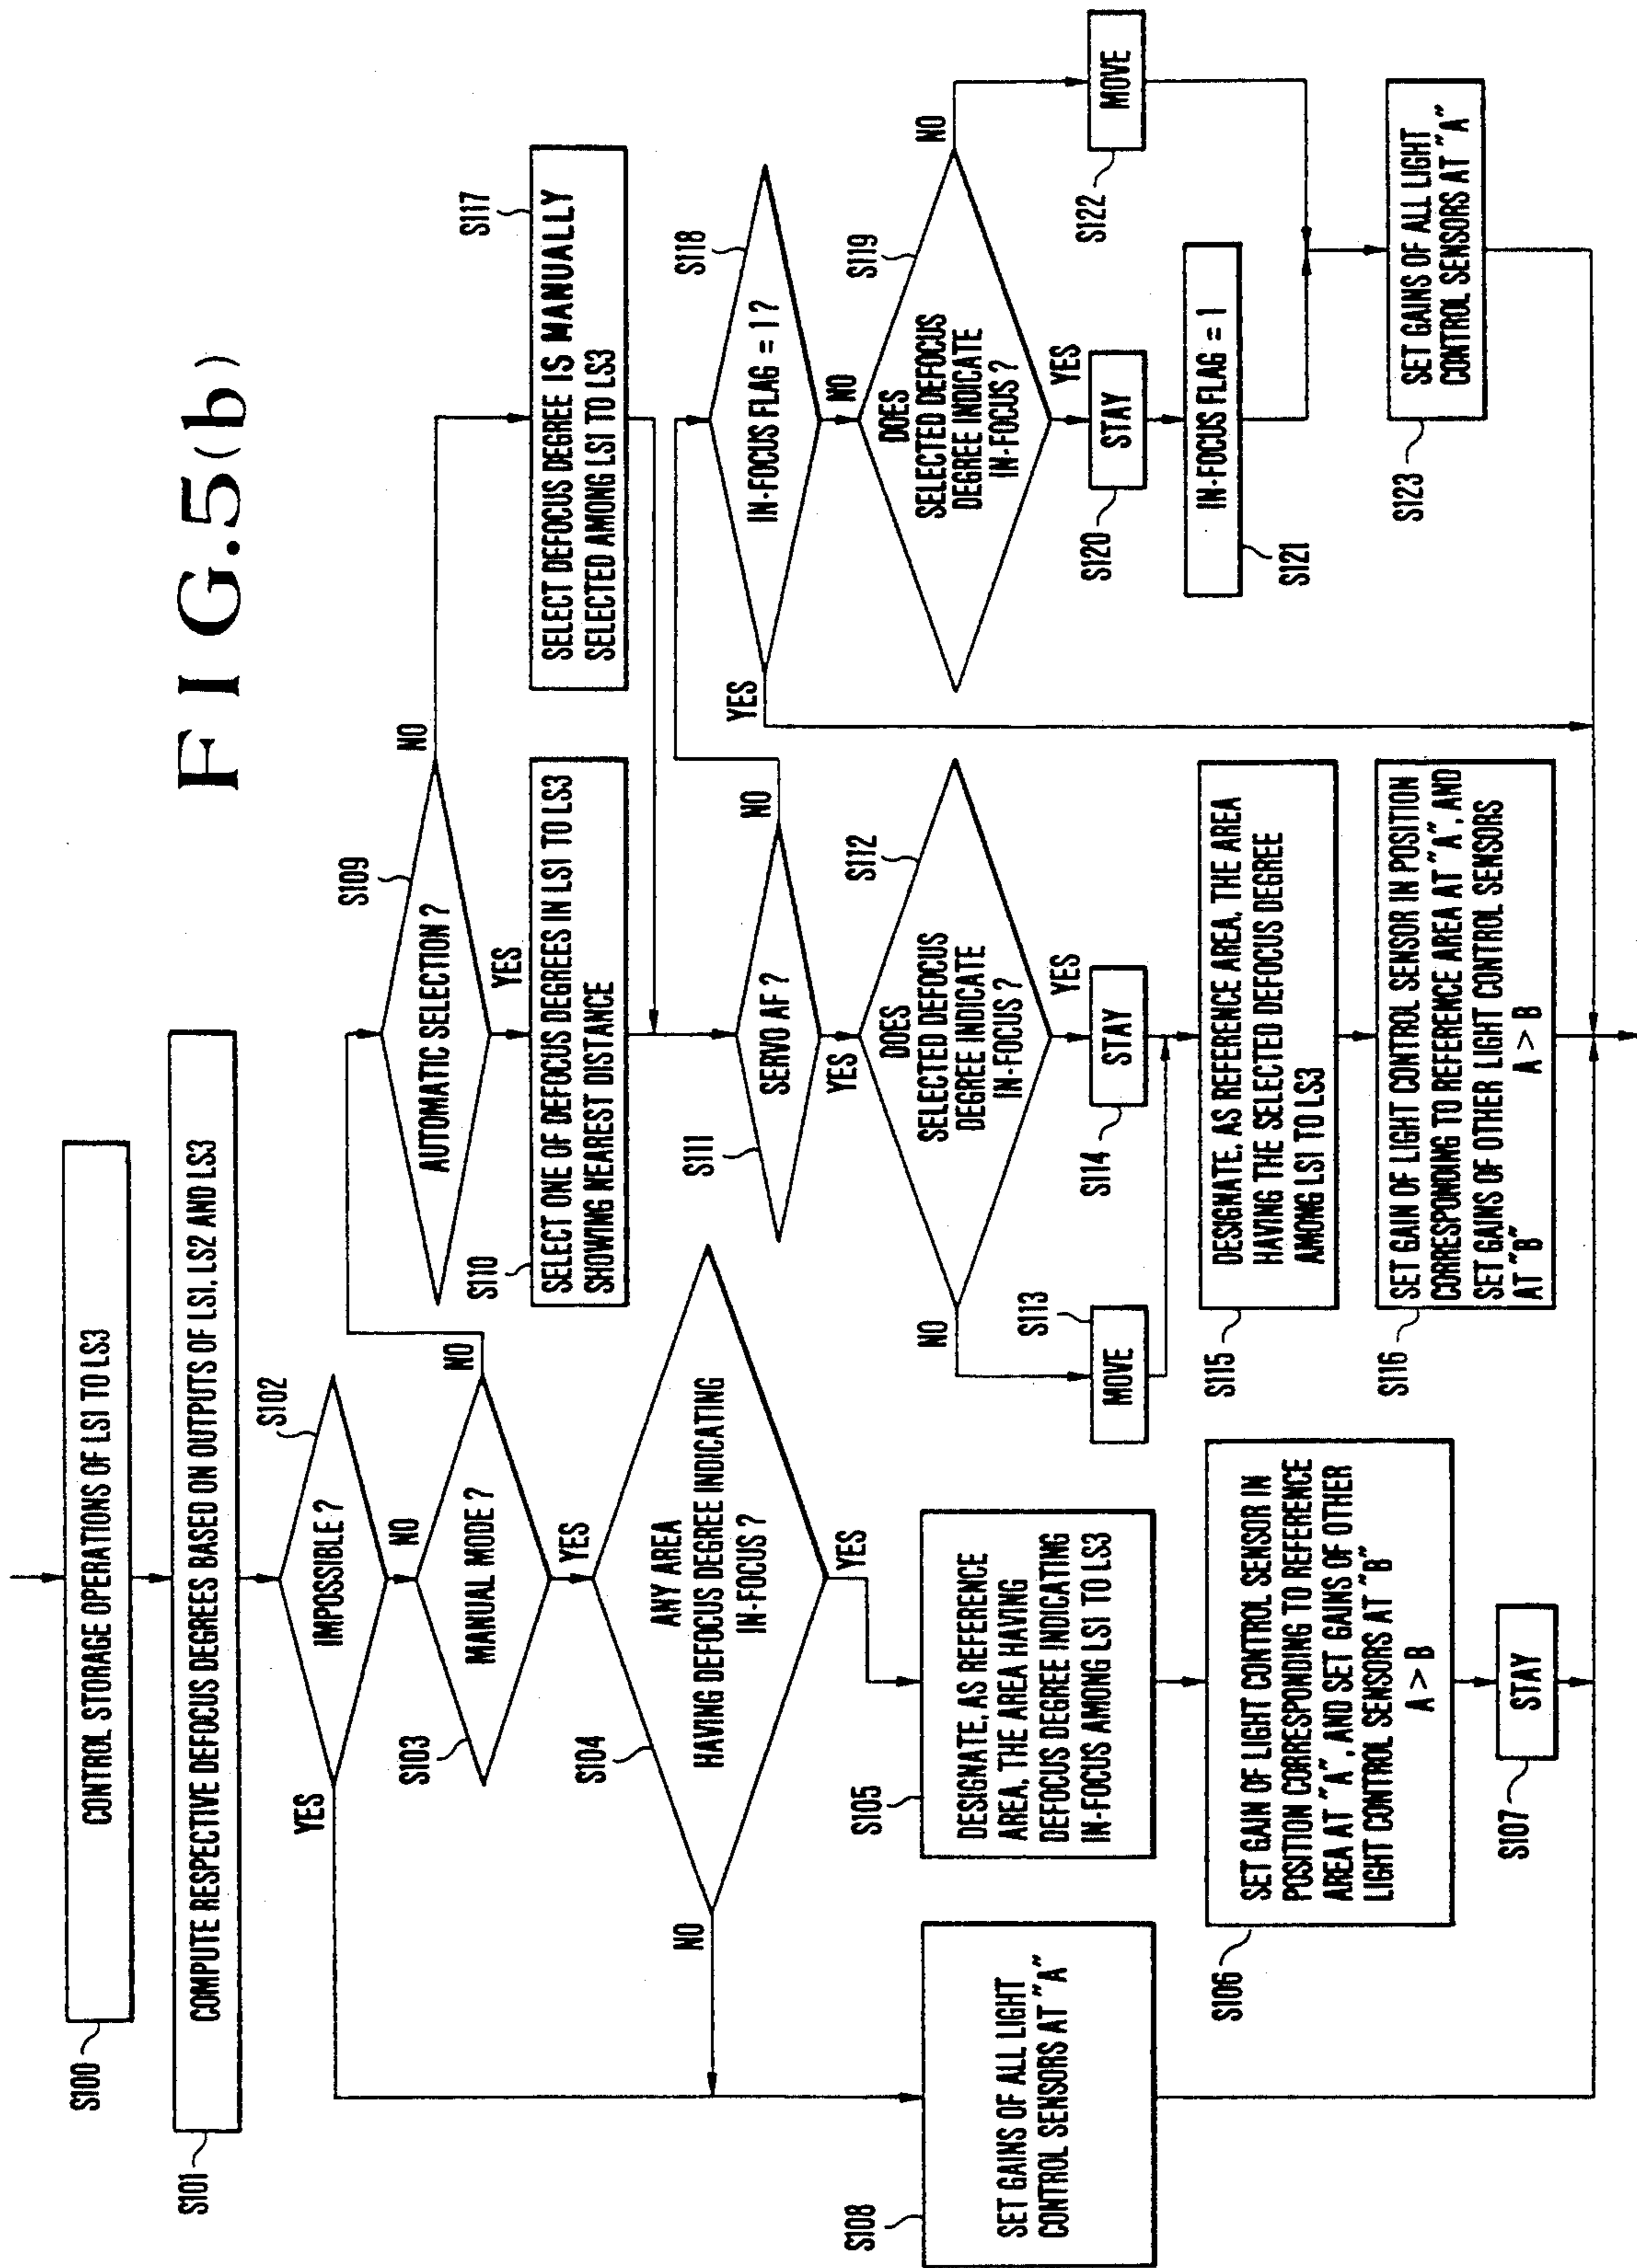 FIG.5(b)
CONTROL STORAGE OPERATIONS OF LS1 TO LS3
S100
COMPUTE RESPECTIVE DEFOCUS DEGREES BASED ON OUTPUTS OF LS1, LS2 AND LS3
S101
IMPOSSIBLE ?
S102
YES
NO
MANUAL MODE ?
S103
NO
YES
ANY AREA
HAVING DEFOCUS DEGREE INDICATING
IN-FOCUS ?
S104
NO
YES
DESIGNATE, AS REFERENCE
AREA, THE AREA HAVING
DEFOCUS DEGREE INDICATING
IN-FOCUS AMONG LS1 TO LS3
S105
SET GAIN OF LIGHT CONTROL SENSOR IN
POSITION CORRESPONDING TO REFERENCE
AREA AT "A", AND SET GAINS OF OTHER
LIGHT CONTROL SENSORS AT "B"
A > B
S106
STAY
S107
SET GAINS OF ALL LIGHT
CONTROL SENSORS AT "A"
S108
AUTOMATIC SELECTION ?
S109
NO
YES
SELECT ONE OF DEFOCUS DEGREES IN LS1 TO LS3
SHOWING NEAREST DISTANCE
S110
SERVO AF ?
S111
NO
YES
DOES
SELECTED DEFOCUS
DEGREE INDICATE
IN-FOCUS ?
S112
NO
YES
MOVE
S113
STAY
S114
DESIGNATE, AS REFERENCE AREA, THE AREA
HAVING THE SELECTED DEFOCUS DEGREE
AMONG LS1 TO LS3
S115
SET GAIN OF LIGHT CONTROL SENSOR IN POSITION
CORRESPONDING TO REFERENCE AREA AT "A", AND
SET GAINS OF OTHER LIGHT CONTROL SENSORS
AT "B"
A > B
S116
SELECT DEFOCUS DEGREE IS MANUALLY
SELECTED AMONG LS1 TO LS3
S117
IN-FOCUS FLAG = 1 ?
S118
YES
NO
DOES
SELECTED DEFOCUS
DEGREE INDICATE
IN-FOCUS ?
S119
NO
YES
STAY
S120
IN-FOCUS FLAG = 1
S121
MOVE
S122
SET GAINS OF ALL LIGHT
CONTROL SENSORS AT "A"
S123